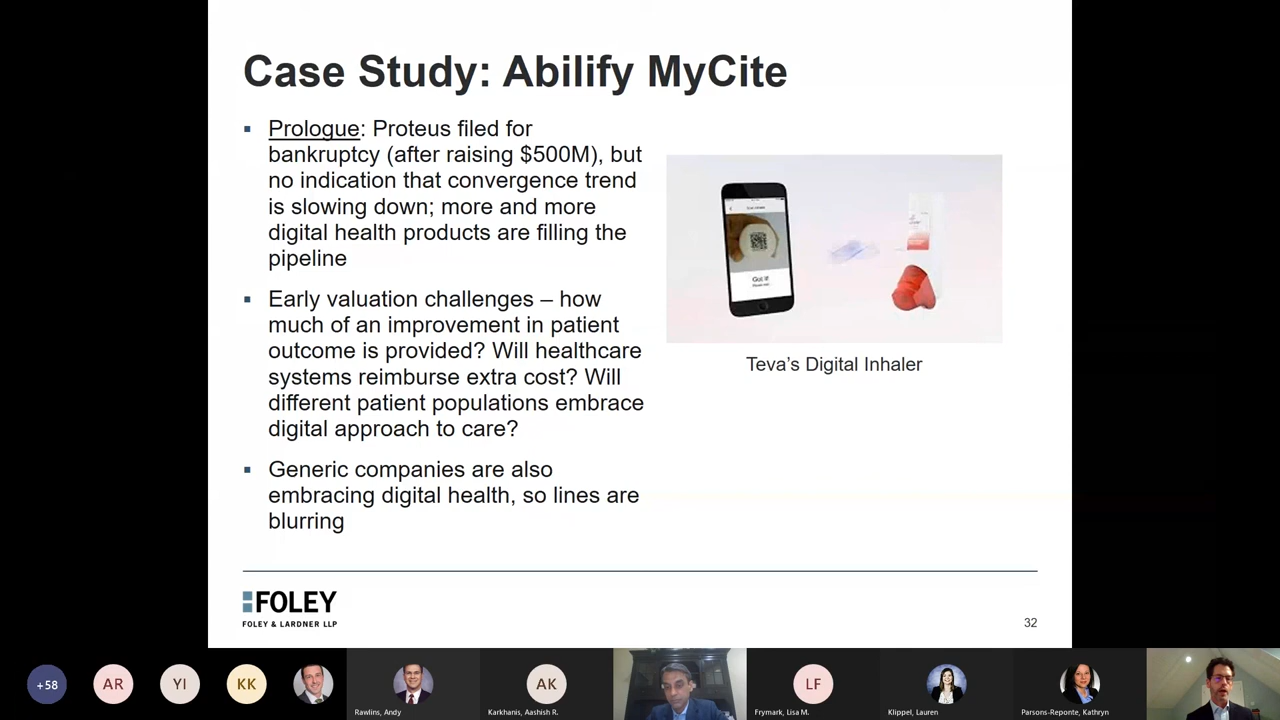 Case Study: Abilify MyCite
▪ Prologue: Proteus filed for
bankruptcy (after raising $500M), but
no indication that convergence trend
is slowing down; more and more
digital health products are filling the
pipeline
▪ Early valuation challenges – how
much of an improvement in patient
outcome is provided? Will healthcare
systems reimburse extra cost? Will
different patient populations embrace
digital approach to care?
▪ Generic companies are also
embracing digital health, so lines are
blurring
Got it!
Teva's Digital Inhaler
FOLEY
FOLEY & LARDNER LLP
32
+58
AR
YI
KK
Rawlins, Andy
AK
Karkhanis, Aashish R.
LF
Frymark, Lisa M.
Klippel, Lauren
Parsons-Reponte, Kathryn